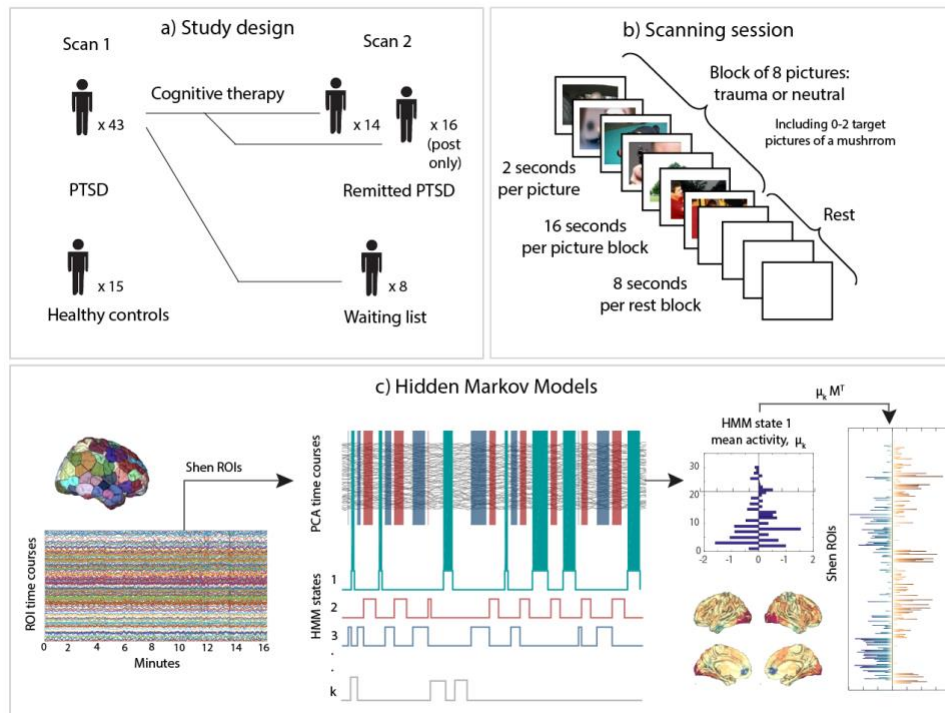 a) Study design
Scan 1
Scan 2
Cognitive therapy
x 43
x 14
x 16
(post
only)
PTSD
Remitted PTSD
x 15
x 8
Healthy controls
Waiting list
b) Scanning session
Block of 8 pictures:
trauma or neutral
Including 0-2 target
pictures of a mushrrom
2 seconds
per picture
Rest
16 seconds
per picture block
8 seconds
per rest block
c) Hidden Markov Models
μk Mᵀ
HMM state 1
mean activity, μk
Shen ROIs
PCA time courses
30
20
10
0
-2 -1 0 1 2
Shen ROIs
ROI time courses
0 2 4 6 8 10 12 14 16
Minutes
HMM states
1
2
3
.
.
k